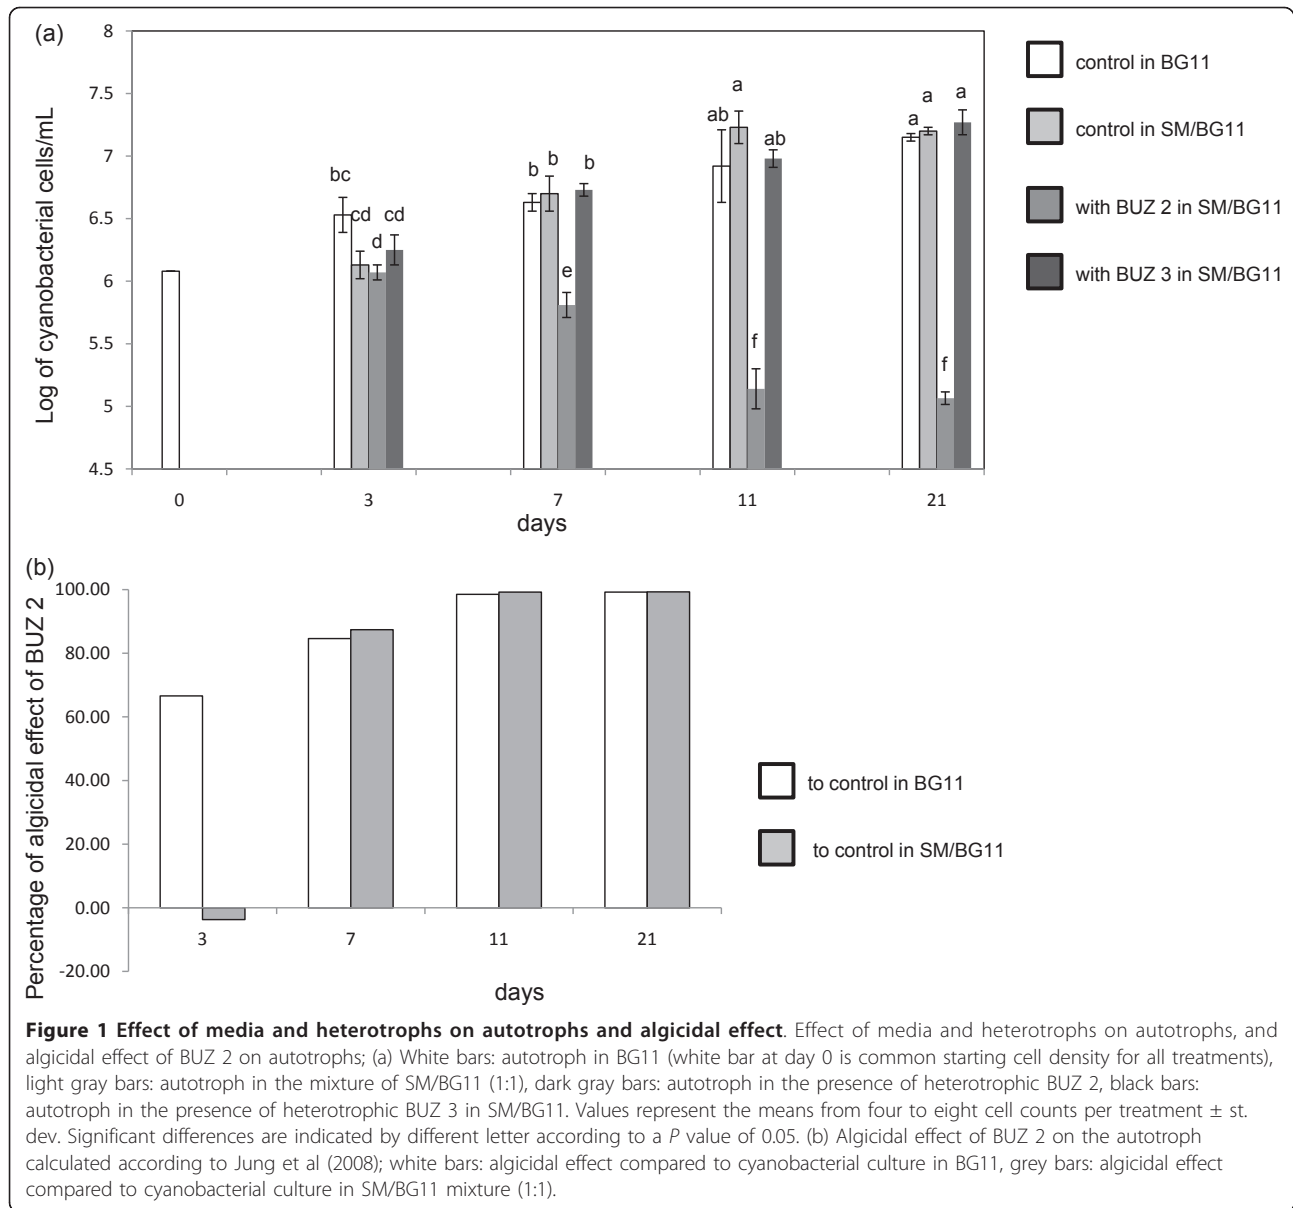 (a)
8
7.5
7
6.5
6
5.5
5
4.5
Log of cyanobacterial cells/mL
bc
cd
d
cd
b
b
e
b
ab
a
f
ab
a
a
f
a
0
3
7
11
21
days
control in BG11
control in SM/BG11
with BUZ 2 in SM/BG11
with BUZ 3 in SM/BG11
(b)
100.00
80.00
60.00
40.00
20.00
0.00
-20.00
Percentage of algicidal effect of BUZ 2
3
7
11
21
days
to control in BG11
to control in SM/BG11
Figure 1 Effect of media and heterotrophs on autotrophs and algicidal effect. Effect of media and heterotrophs on autotrophs, and
algicidal effect of BUZ 2 on autotrophs; (a) White bars: autotroph in BG11 (white bar at day 0 is common starting cell density for all treatments),
light gray bars: autotroph in the mixture of SM/BG11 (1:1), dark gray bars: autotroph in the presence of heterotrophic BUZ 2, black bars:
autotroph in the presence of heterotrophic BUZ 3 in SM/BG11. Values represent the means from four to eight cell counts per treatment ± st.
dev. Significant differences are indicated by different letter according to a P value of 0.05. (b) Algicidal effect of BUZ 2 on the autotroph
calculated according to Jung et al (2008); white bars: algicidal effect compared to cyanobacterial culture in BG11, grey bars: algicidal effect
compared to cyanobacterial culture in SM/BG11 mixture (1:1).